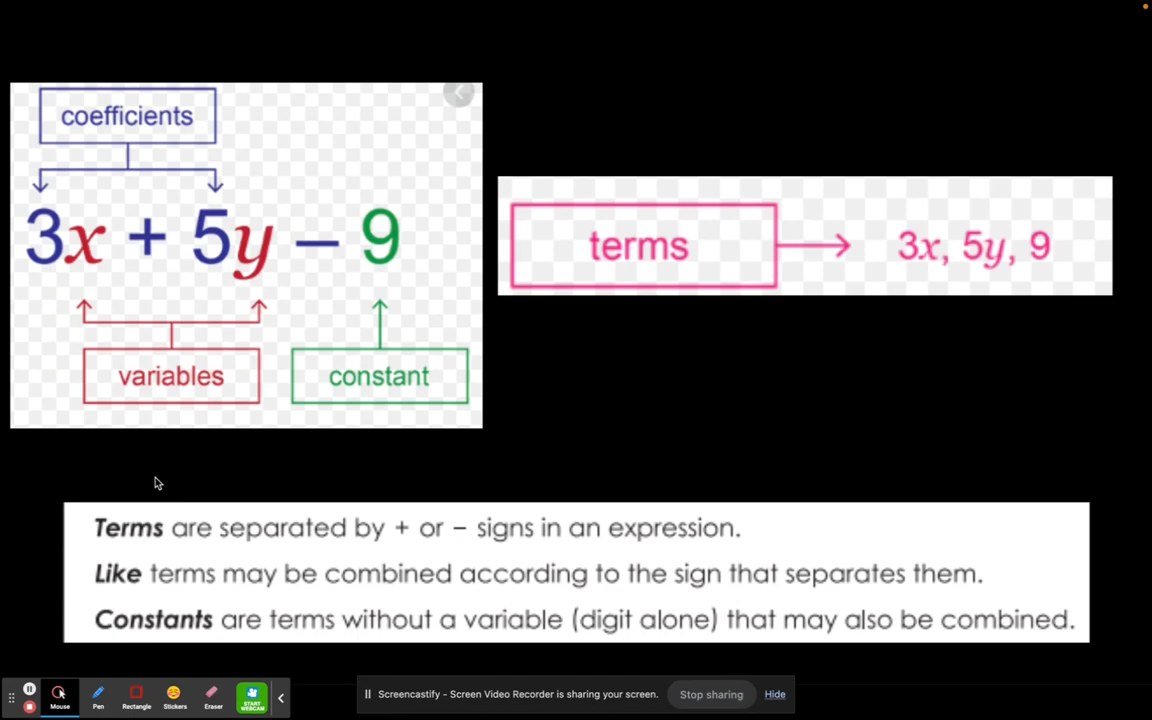 coefficients
3x + 5y – 9
variables
constant
terms
3x, 5y, 9
Terms are separated by + or – signs in an expression.
Like terms may be combined according to the sign that separates them.
Constants are terms without a variable (digit alone) that may also be combined.
Mouse
Pen
Rectangle
Stickers
Eraser
START
WEBCAM
Screencastify - Screen Video Recorder is sharing your screen.
Stop sharing
Hide